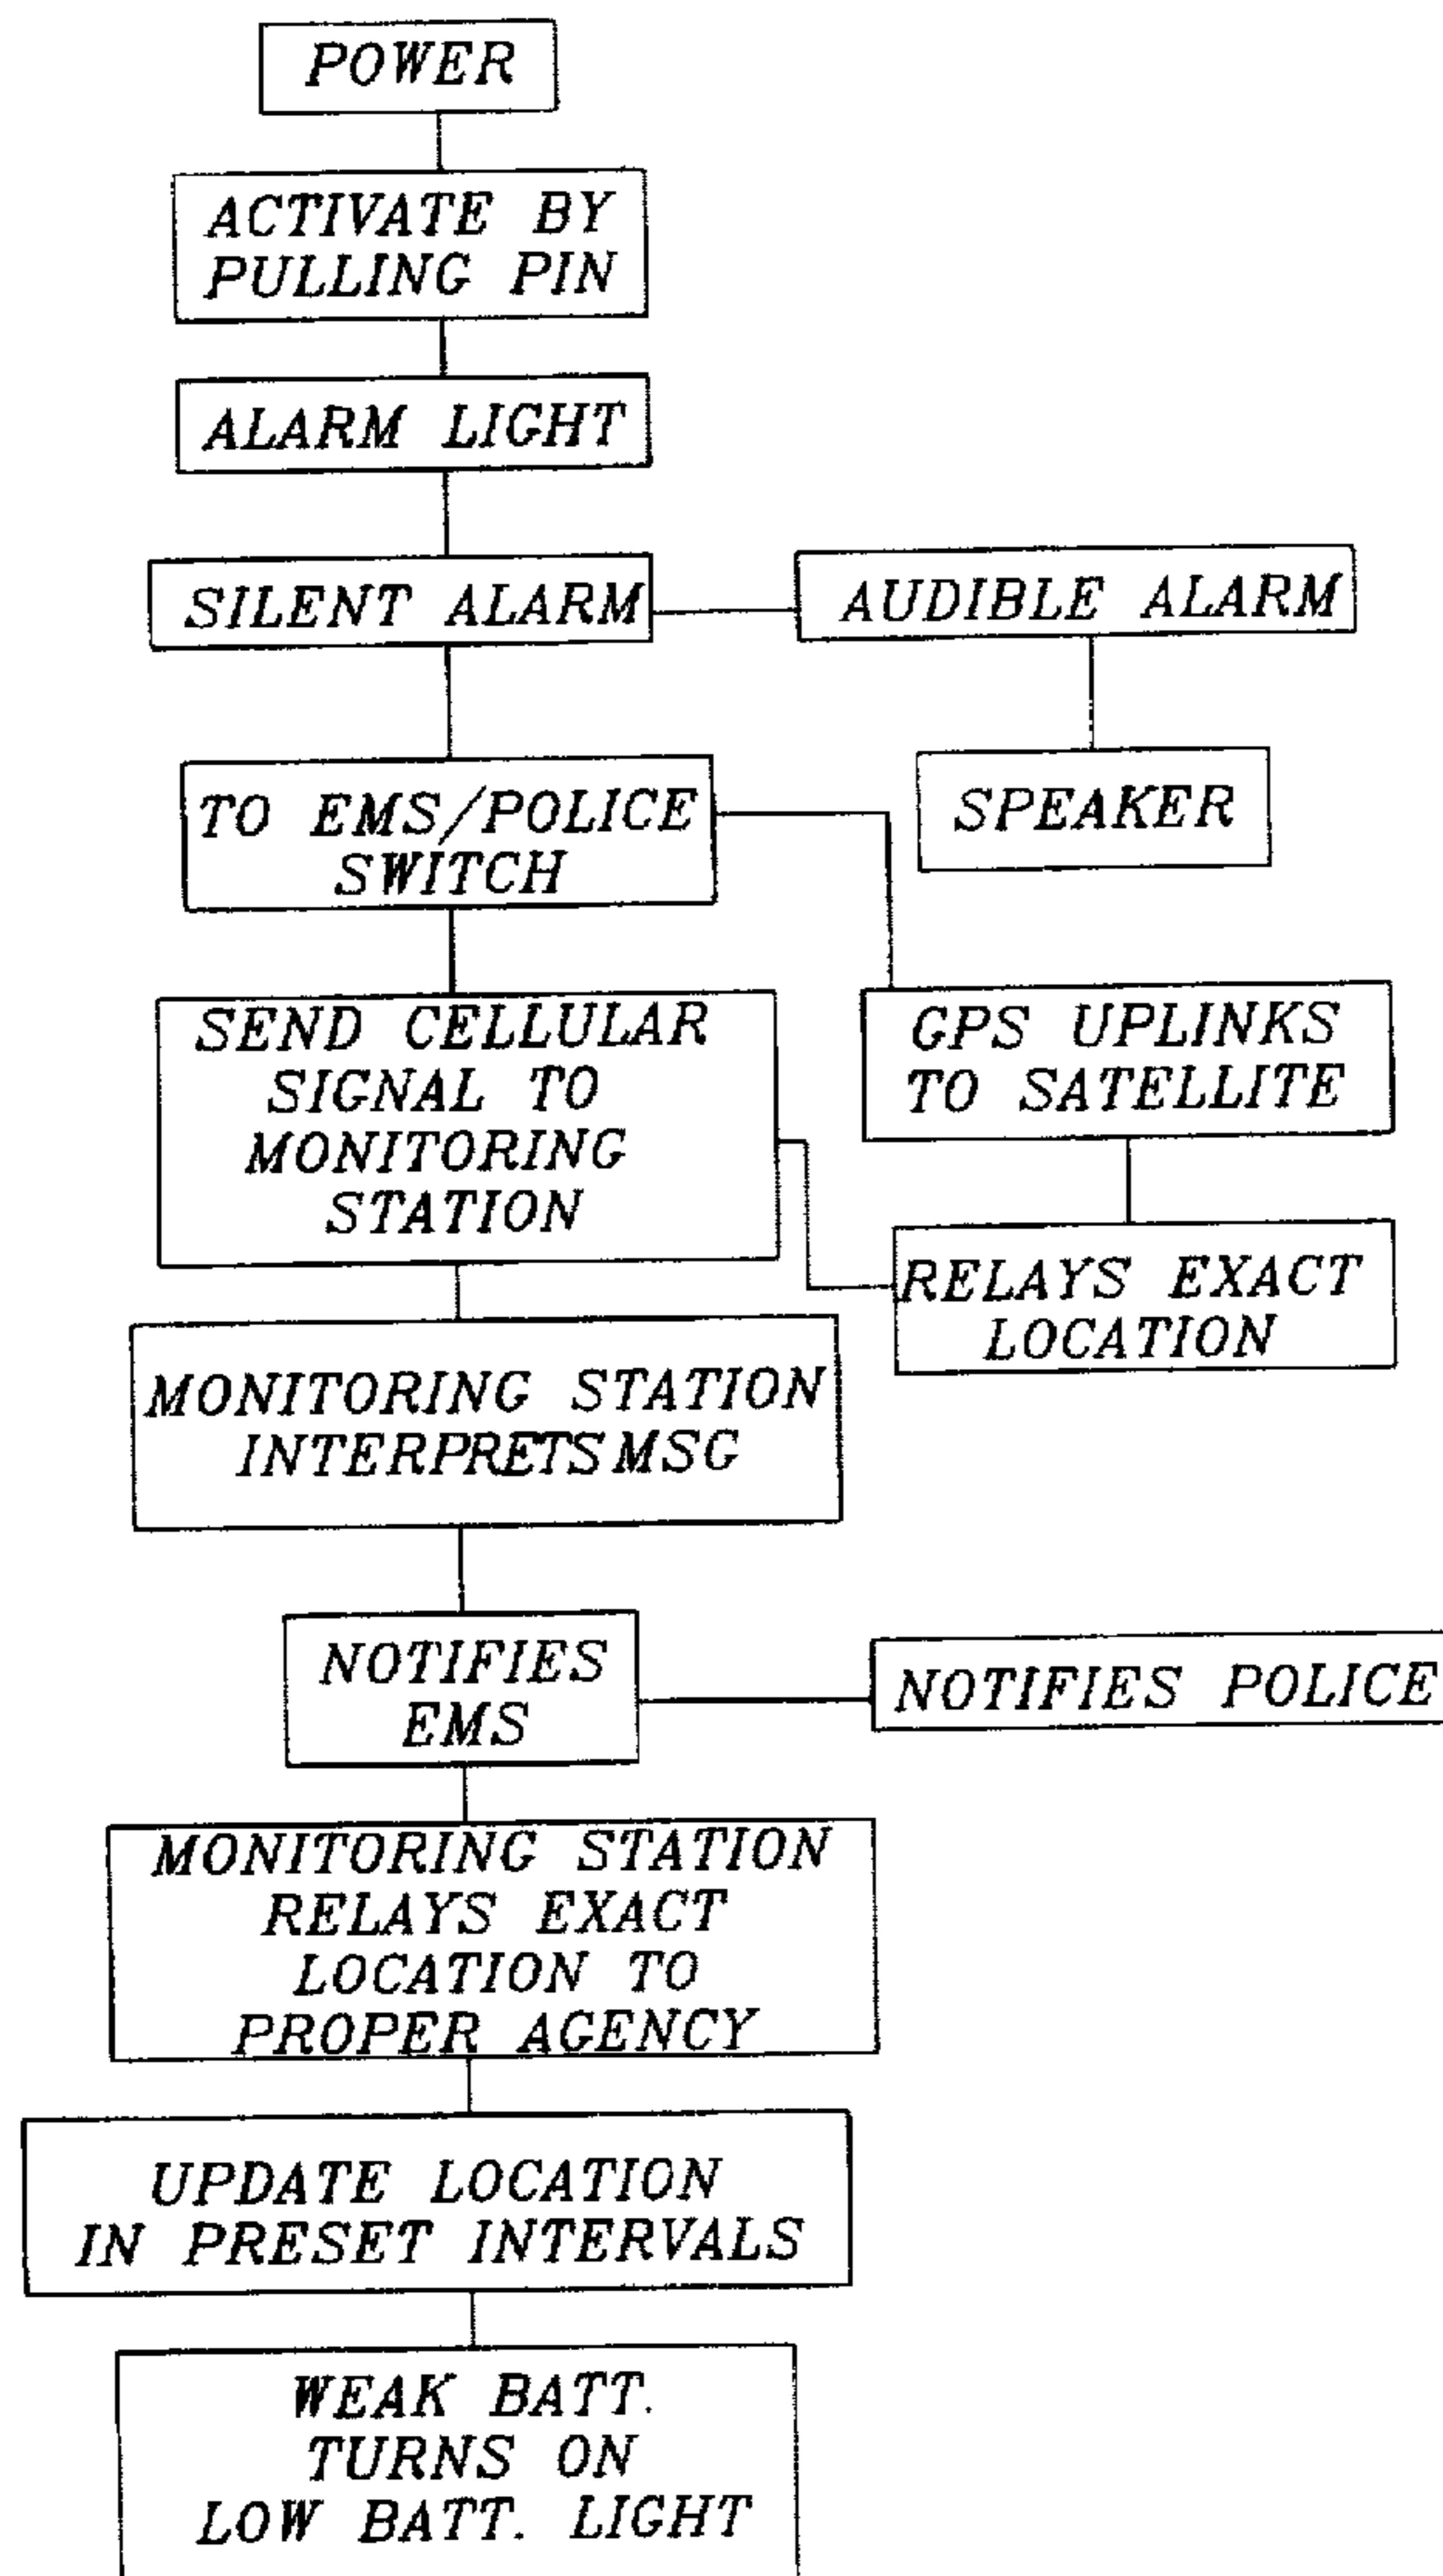 POWER
ACTIVATE BY
PULLING PIN
ALARM LIGHT
SILENT ALARM
AUDIBLE ALARM
SPEAKER
TO EMS/POLICE
SWITCH
SEND CELLULAR
SIGNAL TO
MONITORING
STATION
GPS UPLINKS
TO SATELLITE
RELAYS EXACT
LOCATION
MONITORING STATION
INTERPRETS MSG
NOTIFIES
EMS
NOTIFIES POLICE
MONITORING STATION
RELAYS EXACT
LOCATION TO
PROPER AGENCY
UPDATE LOCATION
IN PRESET INTERVALS
WEAK BATT.
TURNS ON
LOW BATT. LIGHT